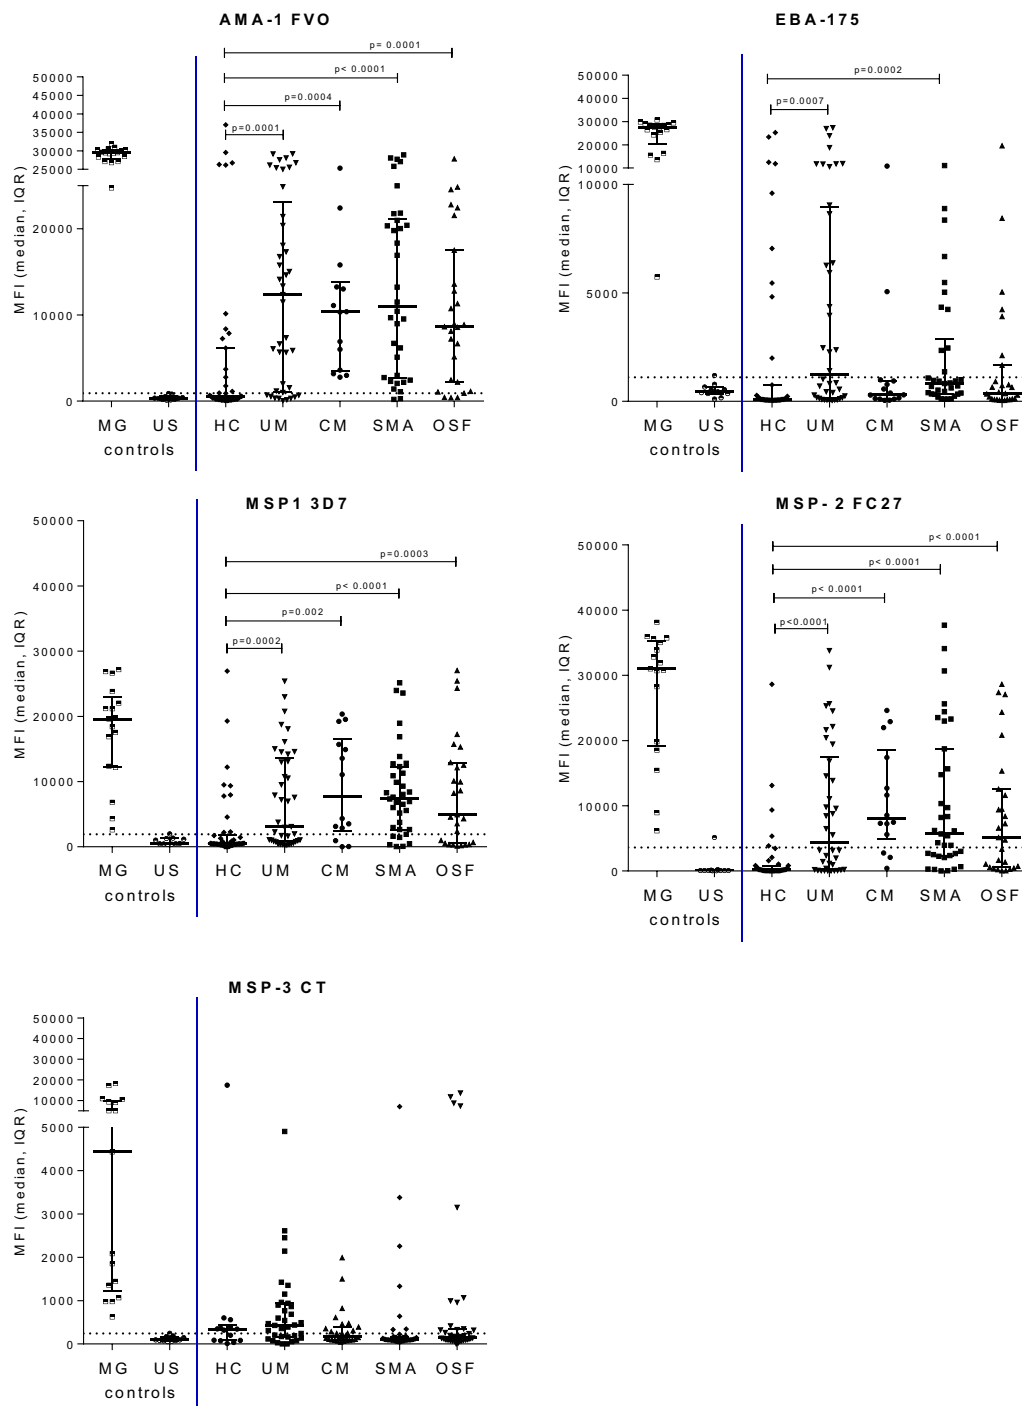 AMA-1 FVO
p= 0.0001
p< 0.0001
p=0.0004
p=0.0001
MFI (median, IQR)
50000
45000
40000
35000
30000
25000
20000
10000
0
MG US HC UM CM SMA OSF
controls
EBA-175
p=0.0002
p=0.0007
MFI (median, IQR)
50000
40000
30000
20000
10000
10000
5000
0
MG US HC UM CM SMA OSF
controls
MSP1 3D7
p=0.0003
p< 0.0001
p=0.002
p=0.0002
MFI (median, IQR)
50000
40000
30000
20000
10000
0
MG US HC UM CM SMA OSF
controls
MSP- 2 FC27
p< 0.0001
p< 0.0001
p< 0.0001
p<0.0001
MFI (median, IQR)
50000
40000
30000
20000
10000
0
MG US HC UM CM SMA OSF
controls
MSP-3 CT
MFI (median, IQR)
50000
40000
30000
20000
10000
5000
4000
3000
2000
1000
0
MG US HC UM CM SMA OSF
controls